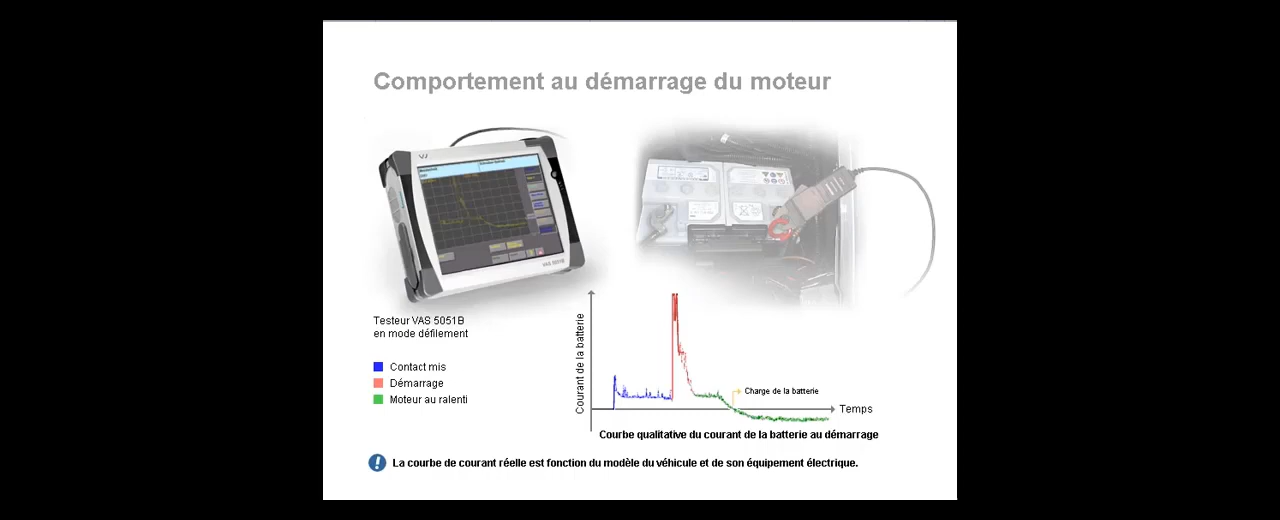 Comportement au démarrage du moteur
VAS 5051B
Testeur VAS 5051B
en mode défilement
Contact mis
Démarrage
Moteur au ralenti
Courant de la batterie
Charge de la batterie
Temps
Courbe qualitative du courant de la batterie au démarrage
La courbe de courant réelle est fonction du modèle du véhicule et de son équipement électrique.